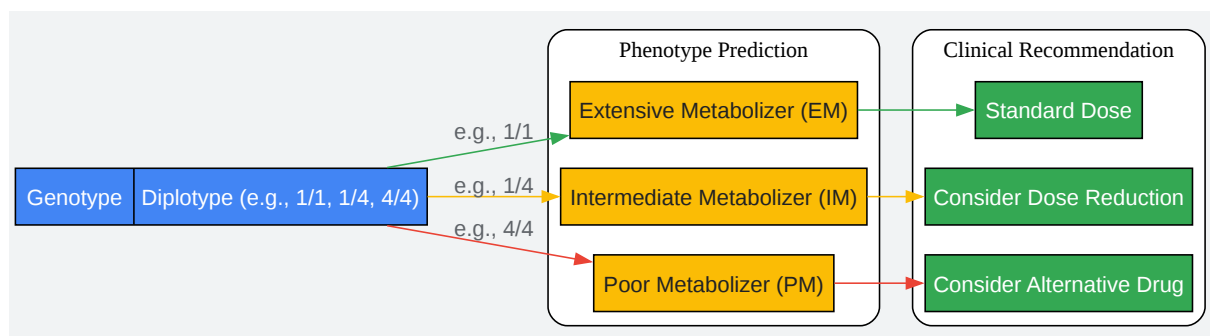 Phenotype Prediction
Clinical Recommendation
Extensive Metabolizer (EM)
Standard Dose
e.g., 1/1
Genotype
Diplotype (e.g., 1/1, 1/4, 4/4)
e.g., 1/4
Intermediate Metabolizer (IM)
Consider Dose Reduction
e.g., 4/4
Poor Metabolizer (PM)
Consider Alternative Drug